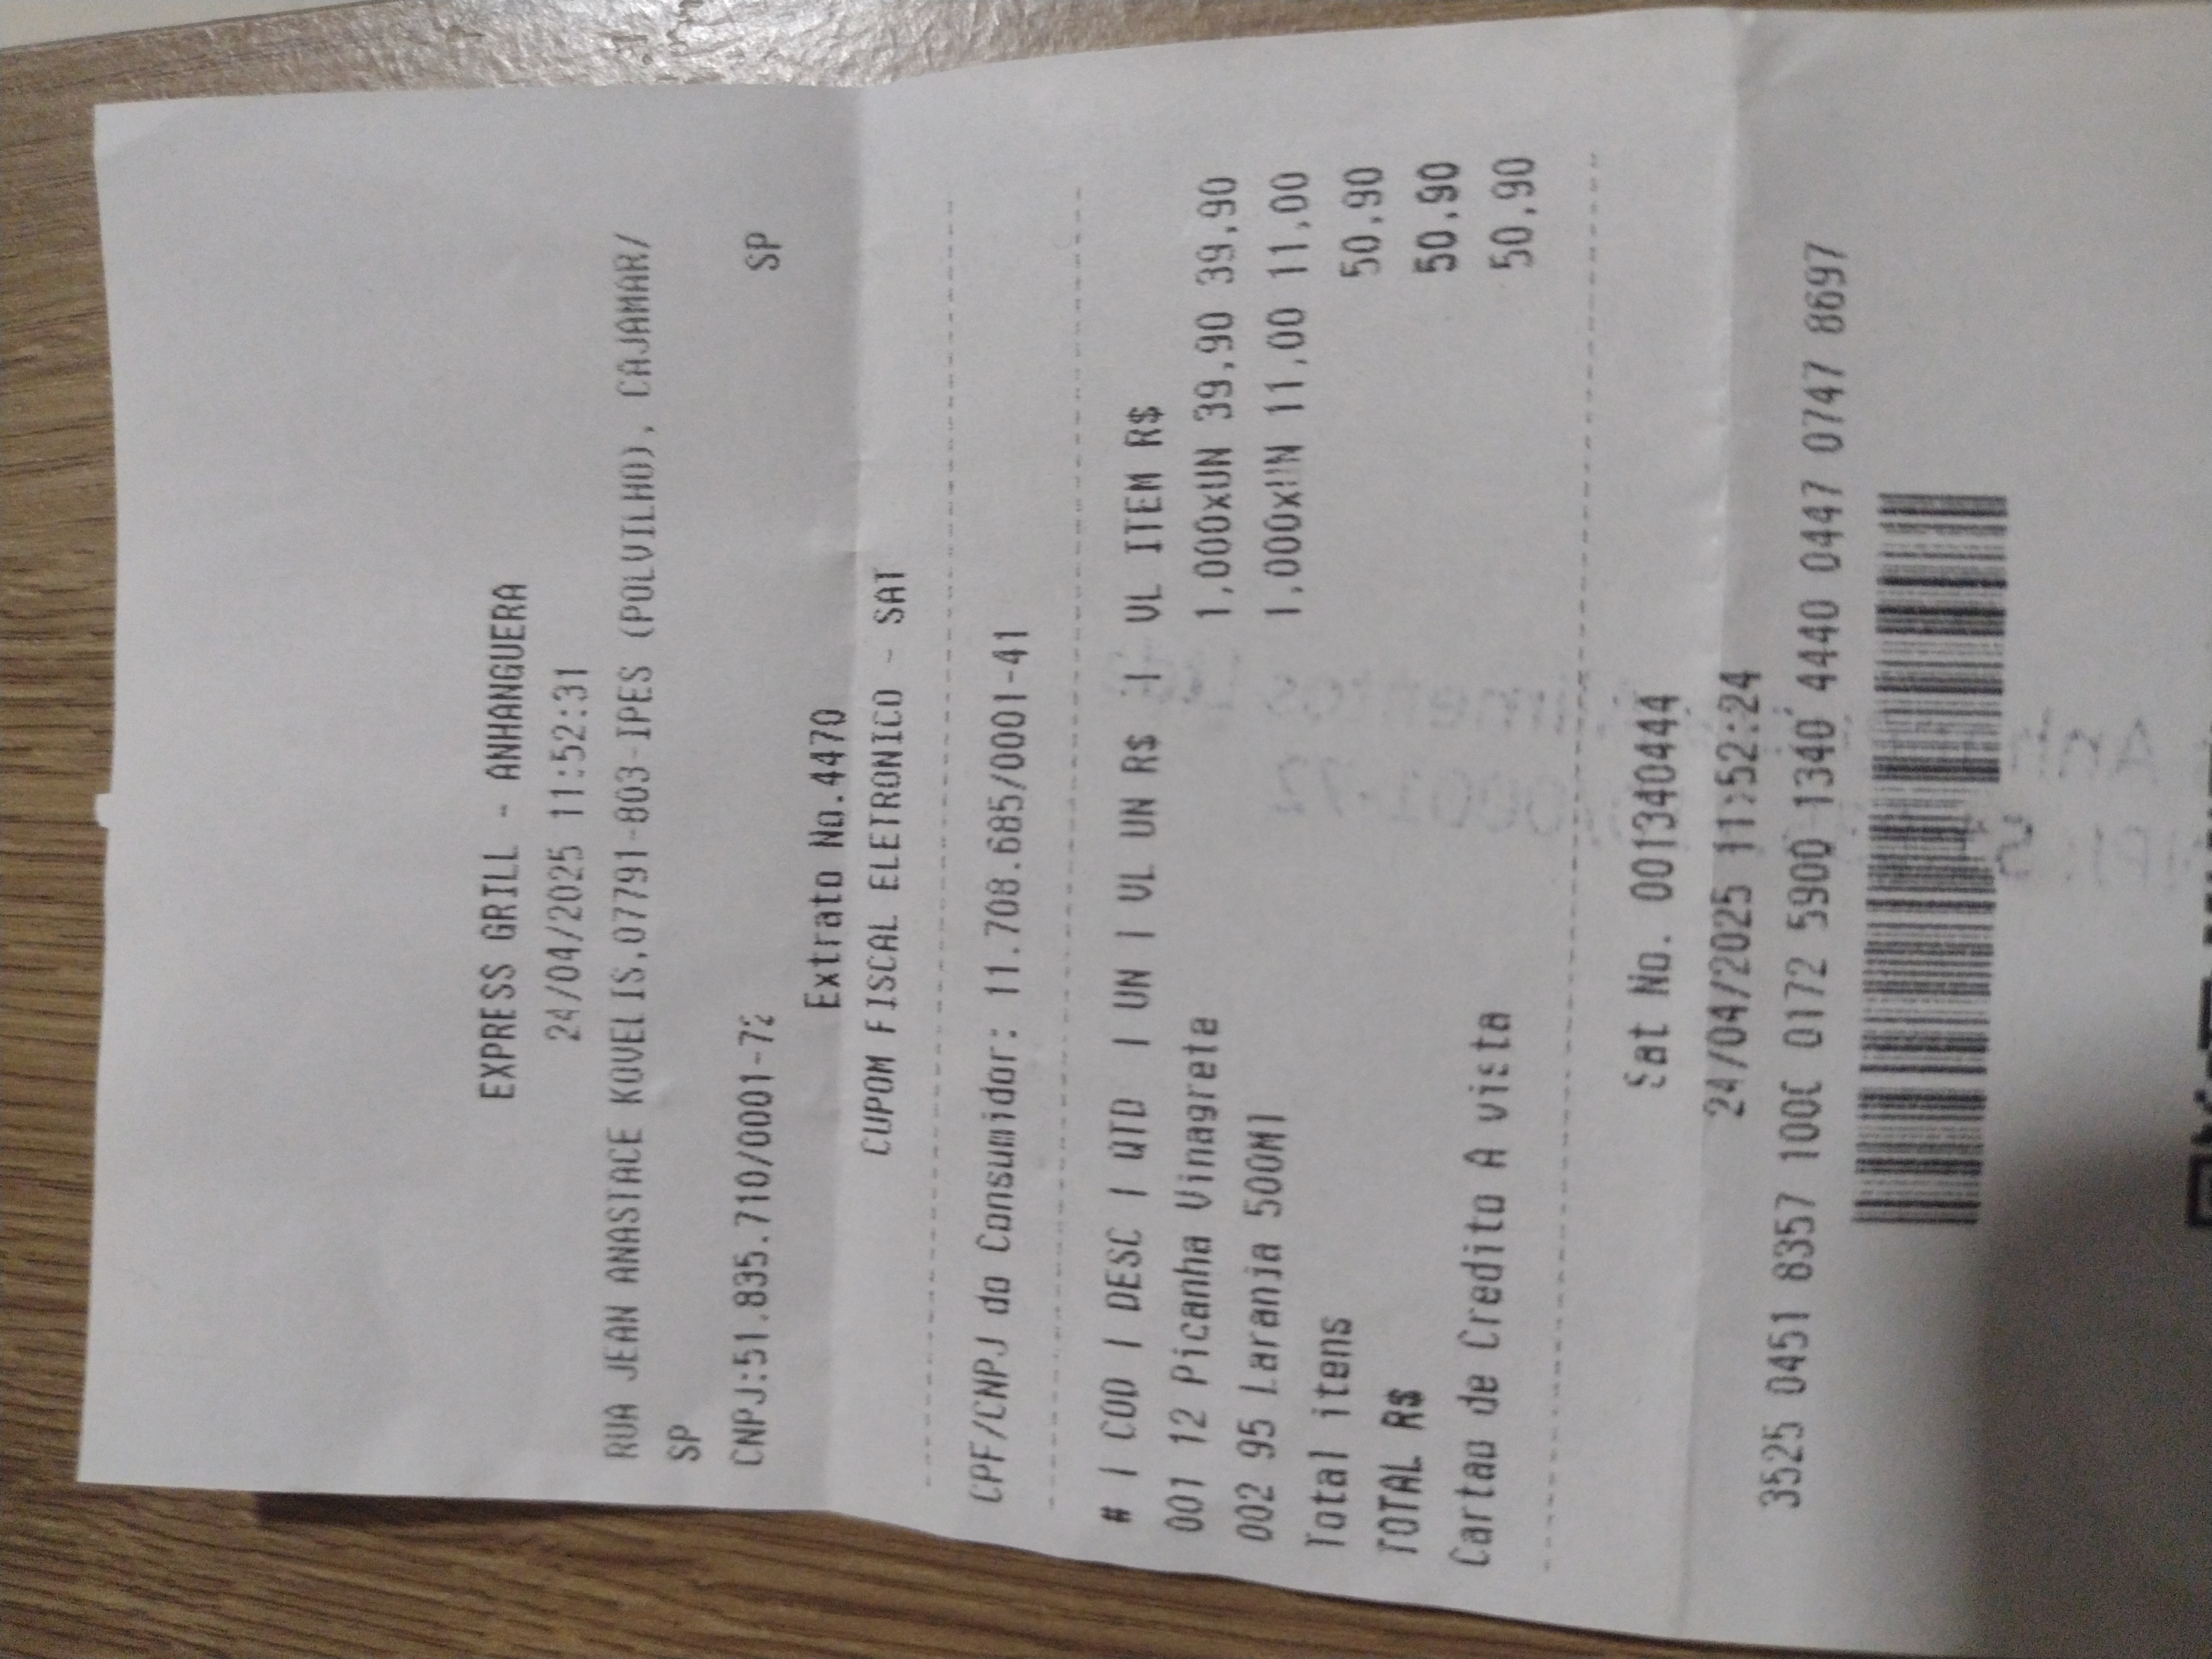 EXPRESS GRILL - ANHANGUERA
24/04/2025 11:52:31
RUA JEAN ANASTACE KOVELIS,07791-803-IPES (POLVILHO), CAJAMAR/
SP
SP
CNPJ:51.835.710/0001-72
Extrato No.4470
CUPOM FISCAL ELETRONICO - SAT
CPF/CNPJ do Consumidor: 11.708.685/0001-41
# | COD | DESC | QTD | UN | VL UN R$ | VL ITEM R$
001 12 Picanha Vinagrete 1,000xUN 39,90 39,90
002 95 Laranja 500Ml 1,000xUN 11,00 11,00
Total itens 50,90
TOTAL R$ 50,90
Cartao de Credito A vista 50,90
Sat No. 001340444
24/04/2025 11:52:24
3525 0451 8357 1000 0172 5900 1340 4440 0447 0747 8697